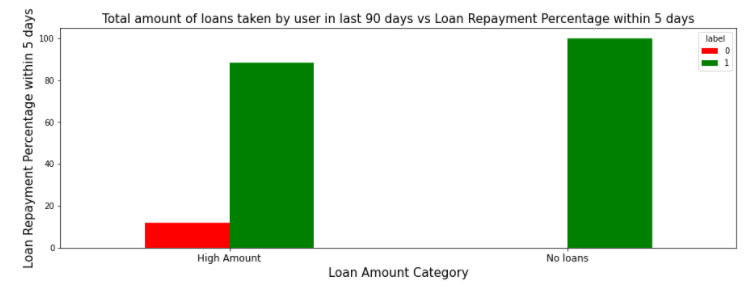 Total amount of loans taken by user in last 90 days vs Loan Repayment Percentage within 5 days
label
0
1
Loan Repayment Percentage within 5 days
100
80
60
40
20
0
High Amount
No loans
Loan Amount Category